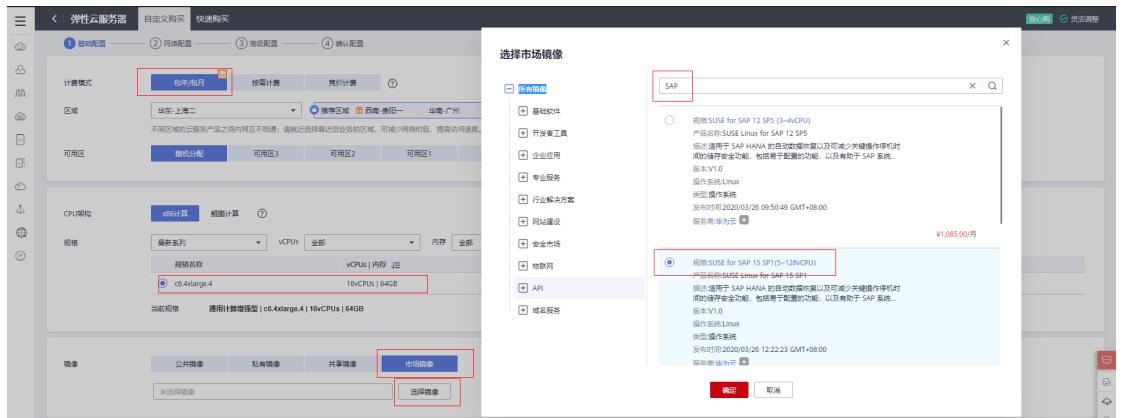 弹性云服务器 自定义购买 快速购买
放心购 灵活调整
1 基础配置 2 网络配置 3 高级配置 4 确认配置
计费模式 包年/包月 按需计费 竞价计费
区域 华东-上海二 推荐区域 西南-贵阳一 华南-广州
不同区域的云服务产品之间内网互不相通；请就近选择靠近您业务的区域，可减少网络时延，提高访问速度。
可用区 随机分配 可用区3 可用区2 可用区1
CPU架构 x86计算 鲲鹏计算
规格 最新系列 vCPUs 全部 内存 全部
规格名称 vCPUs | 内存
c6.4xlarge.4 16vCPUs | 64GB
当前规格 通用计算增强型 | c6.4xlarge.4 | 16vCPUs | 64GB
镜像 公共镜像 私有镜像 共享镜像 市场镜像
未选择镜像 选择镜像
选择市场镜像
所有镜像
基础软件
开发者工具
企业应用
专业服务
行业解决方案
网站建设
安全市场
物联网
API
域名服务
SAP
规格:SUSE for SAP 12 SP5 (3~4vCPU)
产品名称:SUSE Linux for SAP 12 SP5
描述:适用于 SAP HANA 的自动数据恢复以及可减少关键操作停机时
间的储存安全功能，包括易于配置的功能，以及有助于 SAP 系统...
版本:V1.0
操作系统:Linux
类型:操作系统
发布时间:2020/03/26 09:50:49 GMT+08:00
服务商:华为云
¥1,085.00/月
规格:SUSE for SAP 15 SP1(5~128vCPU)
产品名称:SUSE Linux for SAP 15 SP1
描述:适用于 SAP HANA 的自动数据恢复以及可减少关键操作停机时
间的储存安全功能，包括易于配置的功能，以及有助于 SAP 系统...
版本:V1.0
操作系统:Linux
类型:操作系统
发布时间:2020/03/26 12:22:23 GMT+08:00
服务商:华为云
确定 取消